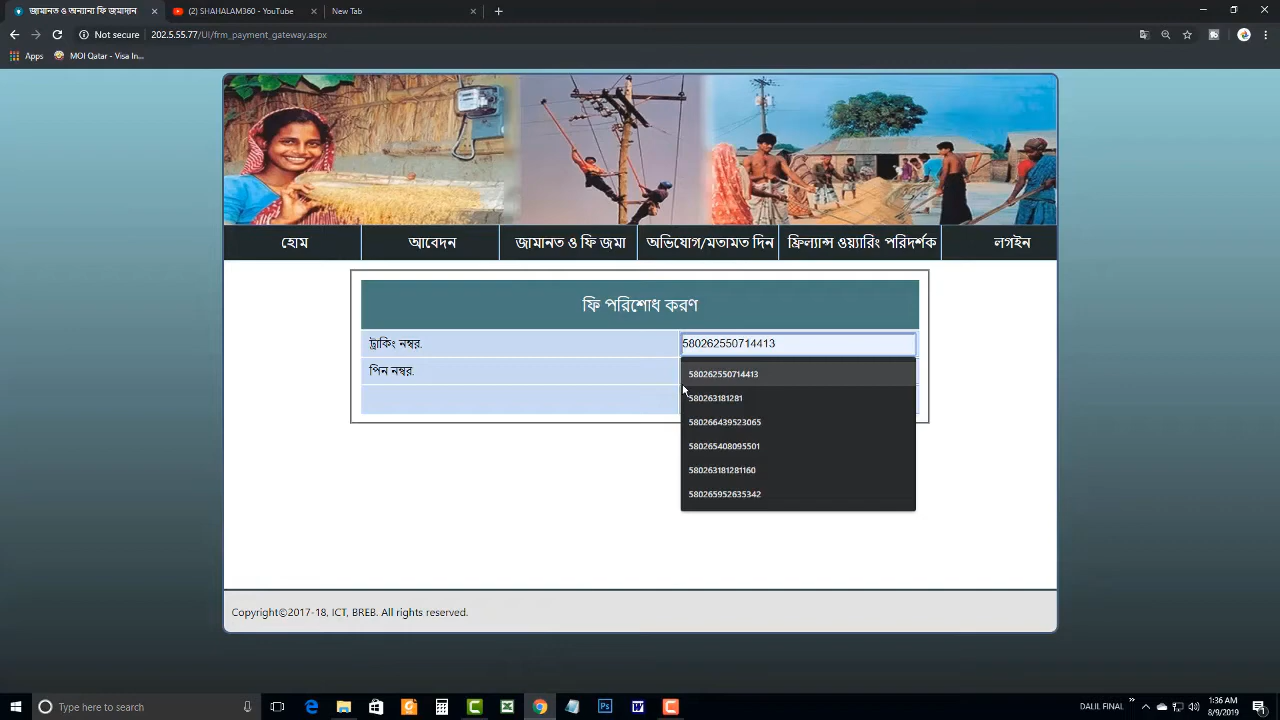 জামানত ও অন্যান্য ফি জমাদান
(2) SHAHALAM360 - YouTube
New Tab
Not secure
202.5.55.77/UI/frm_payment_gateway.aspx
Apps
MOI Qatar - Visa In...
হোম
আবেদন
জামানত ও ফি জমা
অভিযোগ/মতামত দিন
ফ্রিল্যান্স ওয়্যারিং পরিদর্শক
লগইন
ফি পরিশোধ করণ
ট্রাকিং নম্বর.
580262550714413
পিন নম্বর.
580262550714413
580263181281
580266439523065
580265408095501
580263181281160
580265952635342
Copyright©2017-18, ICT, BREB. All rights reserved.
Type here to search
DALIL FINAL
1:36 AM
8/9/2019